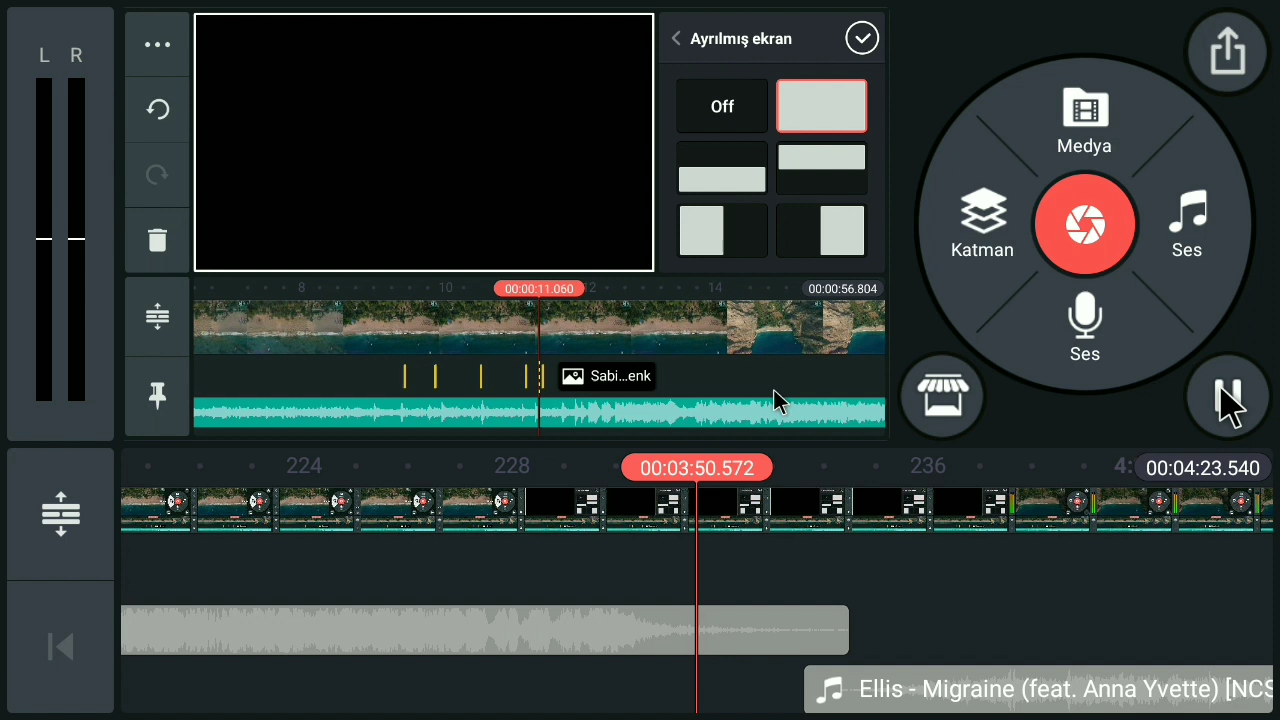 L R
Ayrılmış ekran
Off
Medya
Katman
Ses
Ses
8
10
00:00:11.060
12
14
00:00:56.804
Sabi...enk
224
228
00:03:50.572
236
00:04:23.540
Ellis - Migraine (feat. Anna Yvette) [NCS